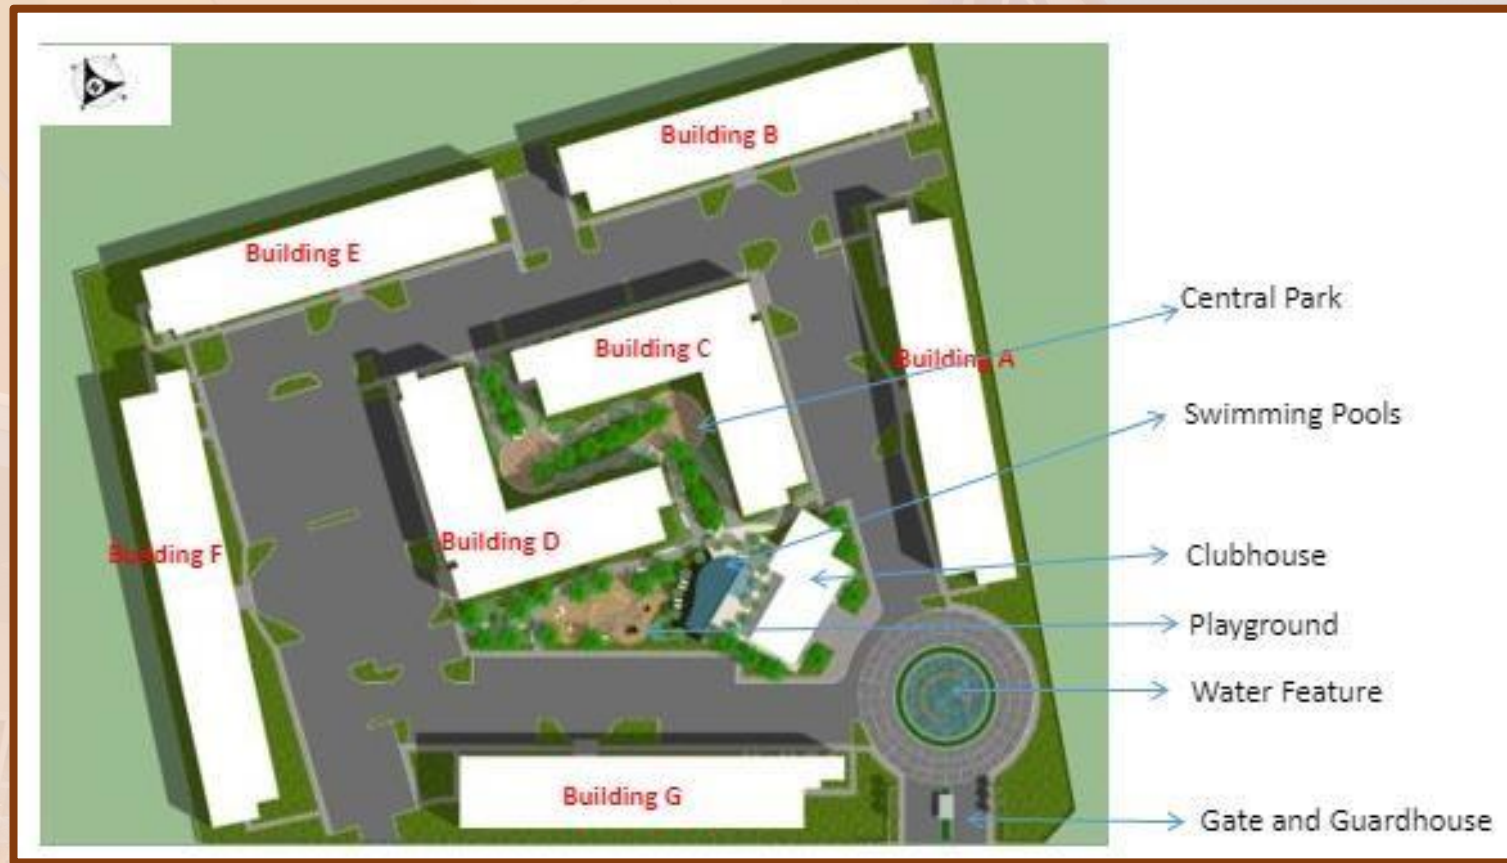 Building B
Building E
Central Park
Building C
Building A
Swimming Pools
Building D
Building F
Clubhouse
Playground
Water Feature
Building G
Gate and Guardhouse